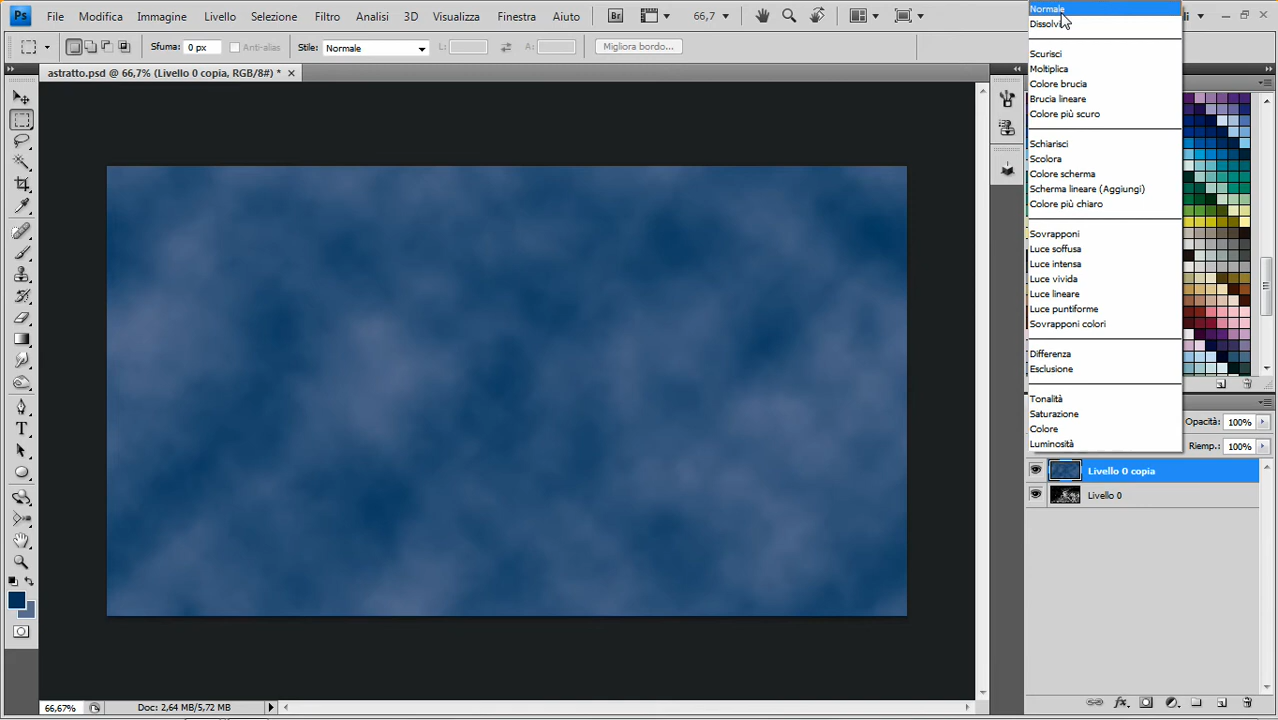 Ps File Modifica Immagine Livello Selezione Filtro Analisi 3D Visualizza Finestra Aiuto Br 66,7
Sfuma: 0 px Anti-alias Stile: Normale L: A: Migliora bordo...
astratto.psd @ 66,7% (Livello 0 copia, RGB/8#) *
Normale
Scurisci
Moltiplica
Colore brucia
Brucia lineare
Colore più scuro
Schiarisci
Scolora
Colore scherma
Scherma lineare (Aggiungi)
Colore più chiaro
Sovrapponi
Luce soffusa
Luce intensa
Luce vivida
Luce lineare
Luce puntiforme
Sovrapponi colori
Differenza
Esclusione
Tonalità
Saturazione
Colore
Luminosità
Opacità: 100%
Riemp.: 100%
Livello 0 copia
Livello 0
66,67% Doc: 2,64 MB/5,72 MB